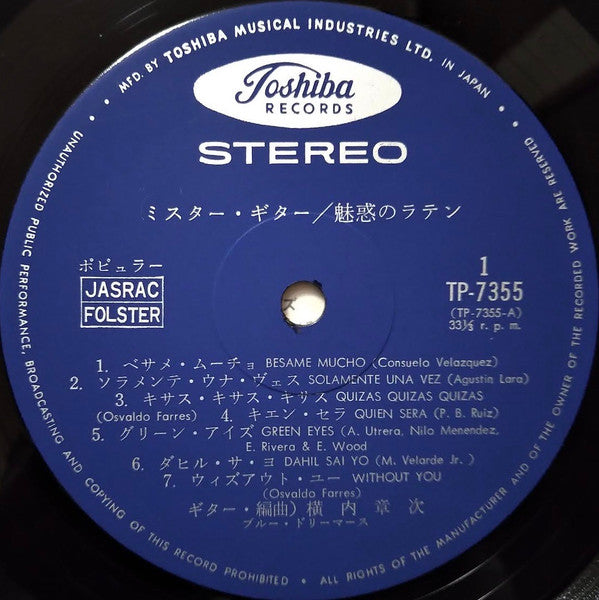 • MFD. BY TOSHIBA MUSICAL INDUSTRIES LTD. IN JAPAN •
Toshiba
RECORDS
STEREO
ミスター・ギター／魅惑のラテン
ポピュラー
JASRAC
FOLSTER
1
TP-7355
(TP-7355-A)
33⅓ r. p. m.
1. ベサメ・ムーチョ BESAME MUCHO (Consuelo Velazquez)
2. ソラメンテ・ウナ・ヴェス SOLAMENTE UNA VEZ (Agustin Lara)
3. キサス・キサス・キサス QUIZAS QUIZAS QUIZAS
(Osvaldo Farres) 4. キエン・セラ QUIEN SERA (P. B. Ruiz)
5. グリーン・アイズ GREEN EYES (A. Utrera, Nilo Menendez,
E. Rivera & E. Wood
6. ダヒル・サ・ヨ DAHIL SAI YO (M. Velarde Jr. )
7. ウィズアウト・ユー WITHOUT YOU
(Osvaldo Farres)
ギター・編曲) 横内章次
ブルー・ドリーマース
UNAUTHORIZED PUBLIC PERFORMANCE, BROADCASTING AND COPYING OF THIS RECORD PROHIBITED • ALL RIGHTS OF THE MANUFACTURER AND OF THE OWNER OF THE RECORDED WORK ARE RESERVED